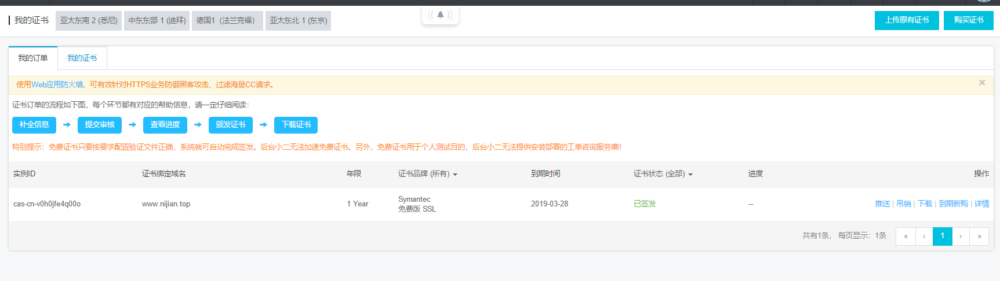 我的证书 亚太东南 2 (悉尼) 中东东部 1 (迪拜) 德国1（法兰克福） 亚太东北 1 (东京) 上传原有证书 购买证书
我的订单 我的证书
使用Web应用防火墙，可有效针对HTTPS业务防御黑客攻击、过滤海量CC请求。 ×
证书订单的流程如下图，每个环节都有对应的帮助信息，请一定仔细阅读：
补全信息 提交审核 查看进度 颁发证书 下载证书
特别提示：免费证书只要按要求配置验证文件正确，系统就可自动完成签发。后台小二无法加速免费证书。另外，免费证书用于个人测试目的，后台小二无法提供安装部署的工单咨询服务噢！
实例ID 证书绑定域名 年限 证书品牌 (所有) 到期时间 证书状态 (全部) 进度 操作
cas-cn-v0h0jfe4q00o www.nijian.top 1 Year Symantec 2019-03-28 已签发 -- 推送 | 吊销 | 下载 | 到期新购 | 详情
免费版 SSL
共有1条， 每页显示：1条 « ‹ 1 › »